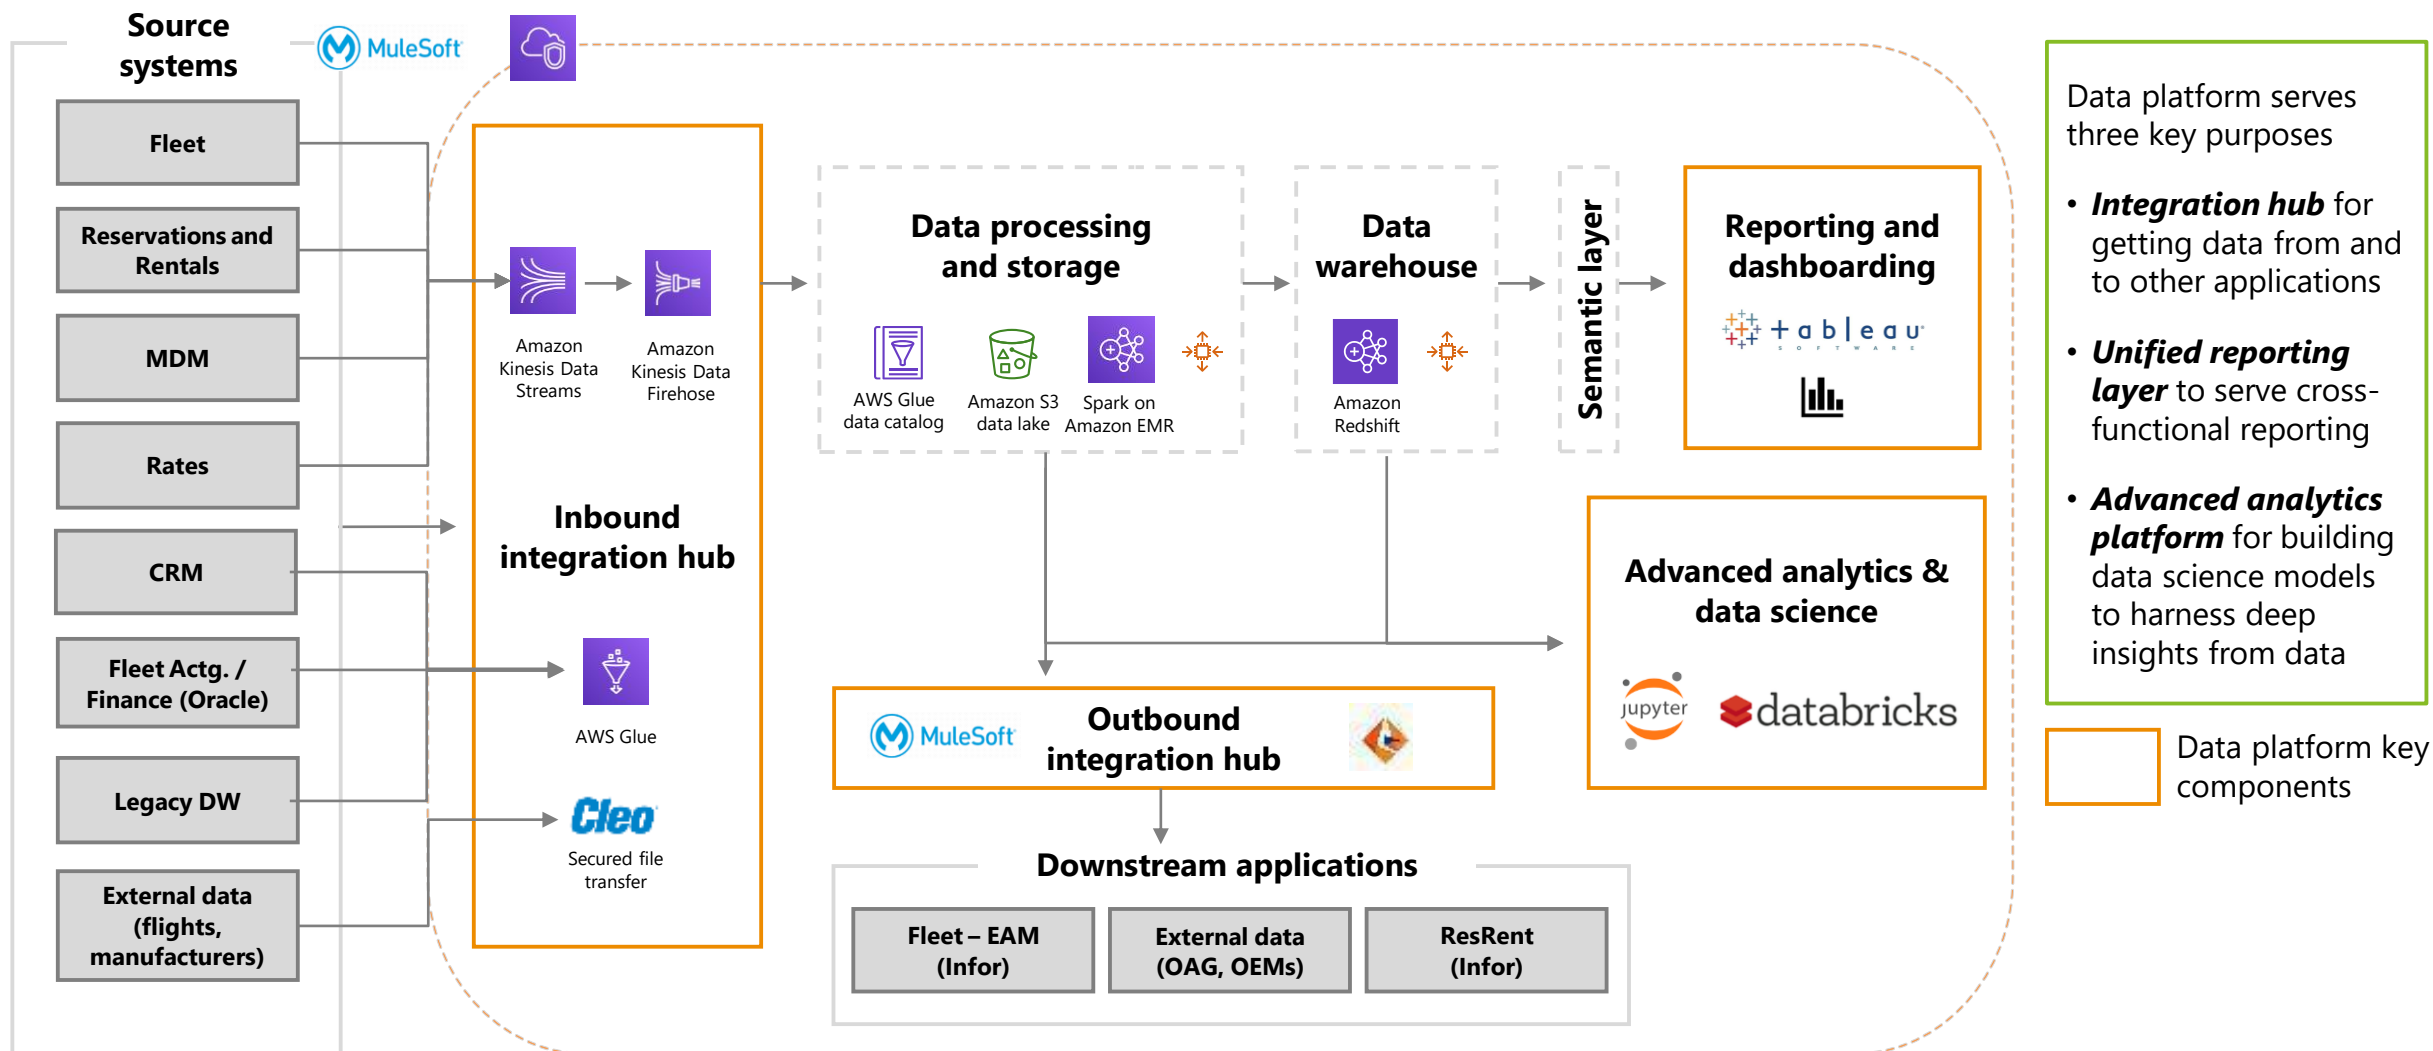 Source
systems
MuleSoft
Fleet
Reservations and
Rentals
MDM
Rates
CRM
Fleet Actg. /
Finance (Oracle)
Legacy DW
External data
(flights,
manufacturers)
Amazon
Kinesis Data
Streams
Amazon
Kinesis Data
Firehose
Inbound
integration hub
AWS Glue
Cleo
Secured file
transfer
Data processing
and storage
AWS Glue
data catalog
Amazon S3
data lake
Spark on
Amazon EMR
Data
warehouse
Amazon
Redshift
Semantic layer
Reporting and
dashboarding
+ableau
SOFTWARE
Advanced analytics &
data science
jupyter
databricks
MuleSoft
Outbound
integration hub
Downstream applications
Fleet – EAM
(Infor)
External data
(OAG, OEMs)
ResRent
(Infor)
Data platform serves
three key purposes
• Integration hub for
getting data from and
to other applications
• Unified reporting
layer to serve cross-
functional reporting
• Advanced analytics
platform for building
data science models
to harness deep
insights from data
Data platform key
components